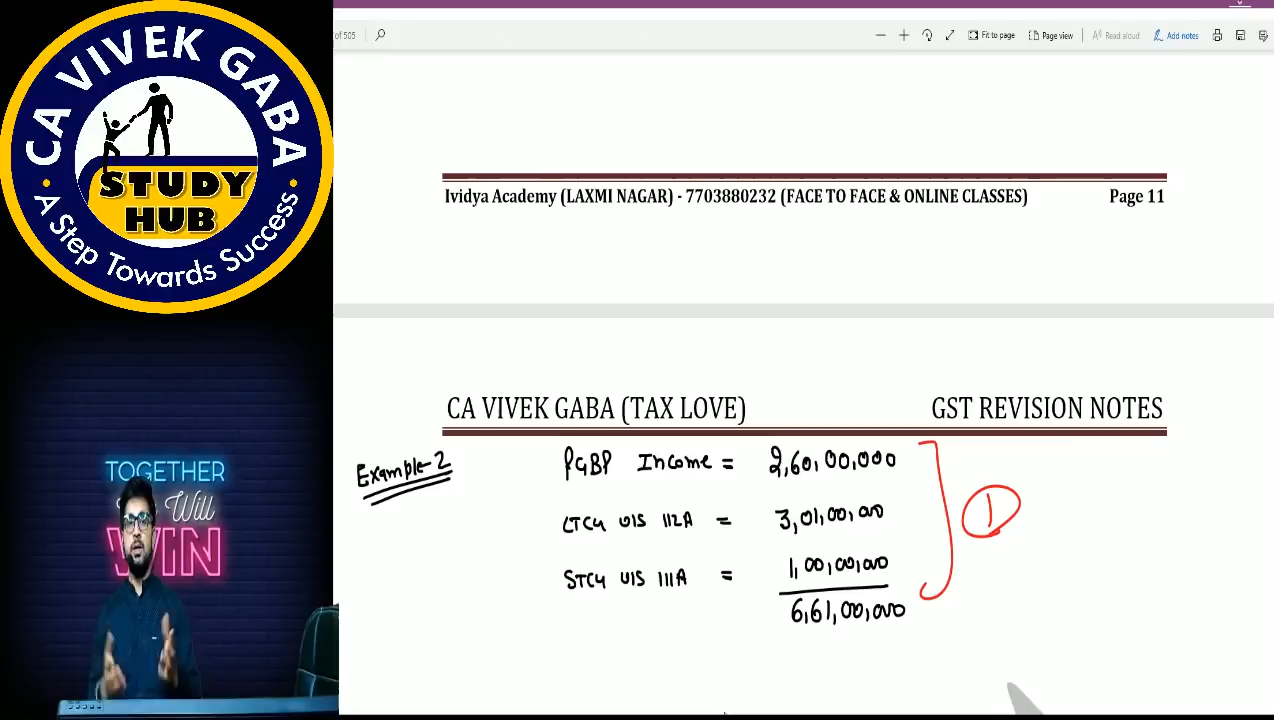 CA VIVEK GABA
STUDY
HUB
A Step Towards Success
of 585
Fit to page
Page view
Read aloud
Add notes
Ividya Academy (LAXMI NAGAR) - 7703880232 (FACE TO FACE & ONLINE CLASSES) Page 11
CA VIVEK GABA (TAX LOVE) GST REVISION NOTES
Example-2
PGBP Income = 2,60,00,000
LTCG U/S 112A = 3,01,00,000
STCG U/S 111A = 1,00,00,000
6,61,00,000
1
TOGETHER
Will
WIN